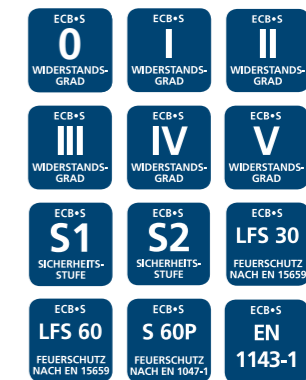 ECB•S
0
WIDERSTANDS-
GRAD
ECB•S
I
WIDERSTANDS-
GRAD
ECB•S
II
WIDERSTANDS-
GRAD
ECB•S
III
WIDERSTANDS-
GRAD
ECB•S
IV
WIDERSTANDS-
GRAD
ECB•S
V
WIDERSTANDS-
GRAD
ECB•S
S1
SICHERHEITS-
STUFE
ECB•S
S2
SICHERHEITS-
STUFE
ECB•S
LFS 30
FEUERSCHUTZ
NACH EN 15659
ECB•S
LFS 60
FEUERSCHUTZ
NACH EN 15659
ECB•S
S 60P
FEUERSCHUTZ
NACH EN 1047-1
ECB•S
EN
1143-1